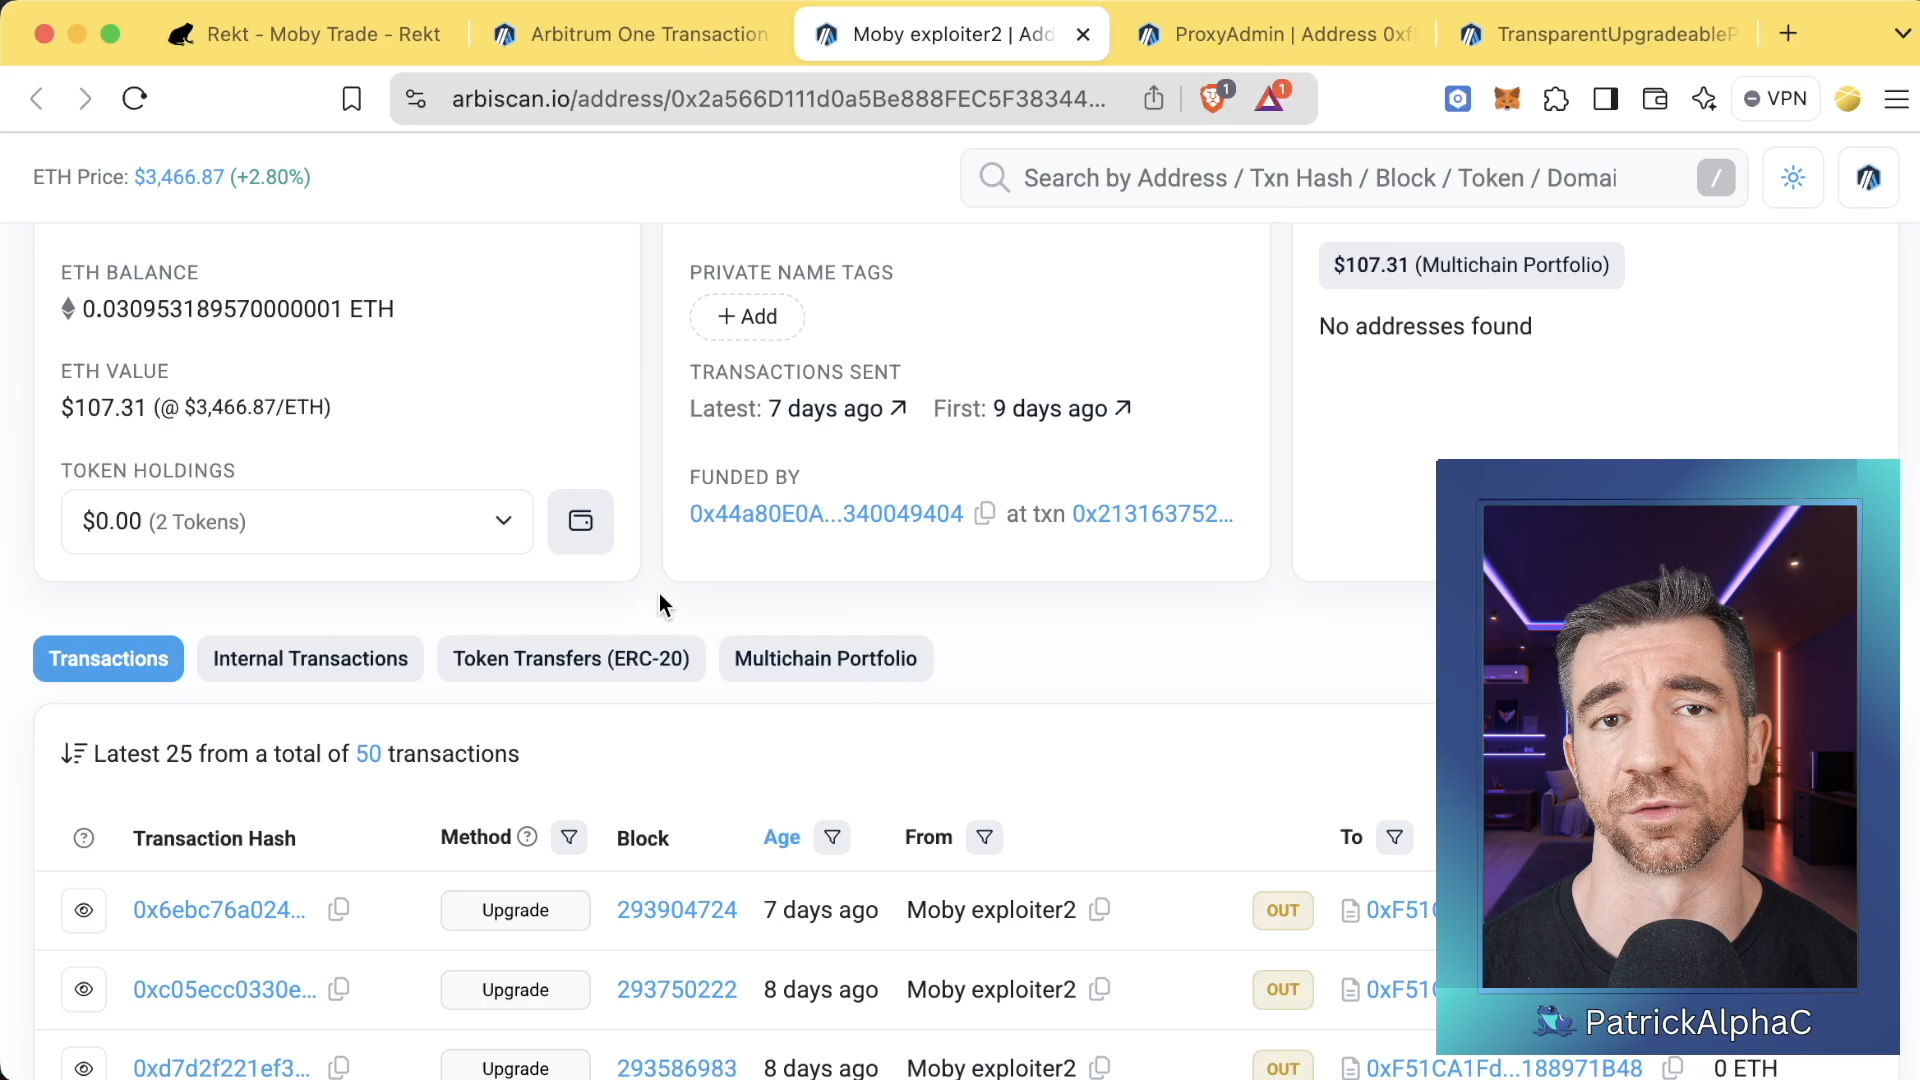 Rekt - Moby Trade - Rekt
Arbitrum One Transaction
Moby exploiter2 | Add
ProxyAdmin | Address 0xf
TransparentUpgradeableP
arbiscan.io/address/0x2a566D111d0a5Be888FEC5F38344...
1
1
VPN
ETH Price: $3,466.87 (+2.80%)
Search by Address / Txn Hash / Block / Token / Domai
/
ETH BALANCE
0.030953189570000001 ETH
ETH VALUE
$107.31 (@ $3,466.87/ETH)
TOKEN HOLDINGS
$0.00 (2 Tokens)
PRIVATE NAME TAGS
+ Add
TRANSACTIONS SENT
Latest: 7 days ago ↗ First: 9 days ago ↗
FUNDED BY
0x44a80E0A...340049404 at txn 0x213163752...
$107.31 (Multichain Portfolio)
No addresses found
Transactions
Internal Transactions
Token Transfers (ERC-20)
Multichain Portfolio
Latest 25 from a total of 50 transactions
Transaction Hash Method Block Age From To
0x6ebc76a024... Upgrade 293904724 7 days ago Moby exploiter2 OUT 0xF51
0xc05ecc0330e... Upgrade 293750222 8 days ago Moby exploiter2 OUT 0xF51
0xd7d2f221ef3... Upgrade 293586983 8 days ago Moby exploiter2 OUT 0xF51CA1Fd...188971B48 0 ETH
PatrickAlphaC